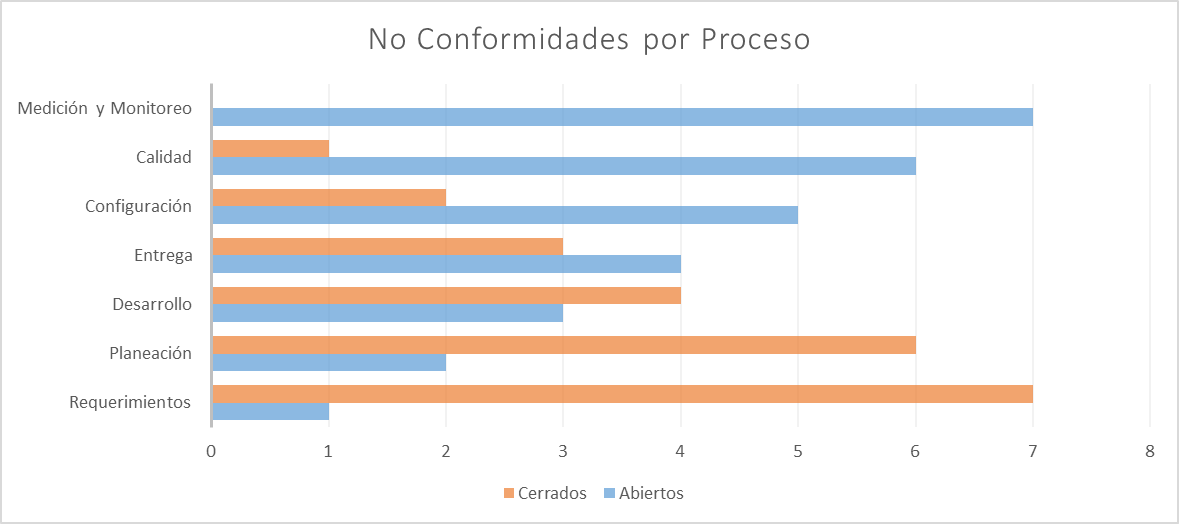 No Conformidades por Proceso
Medición y Monitoreo
Calidad
Configuración
Entrega
Desarrollo
Planeación
Requerimientos
0 1 2 3 4 5 6 7 8
Cerrados Abiertos